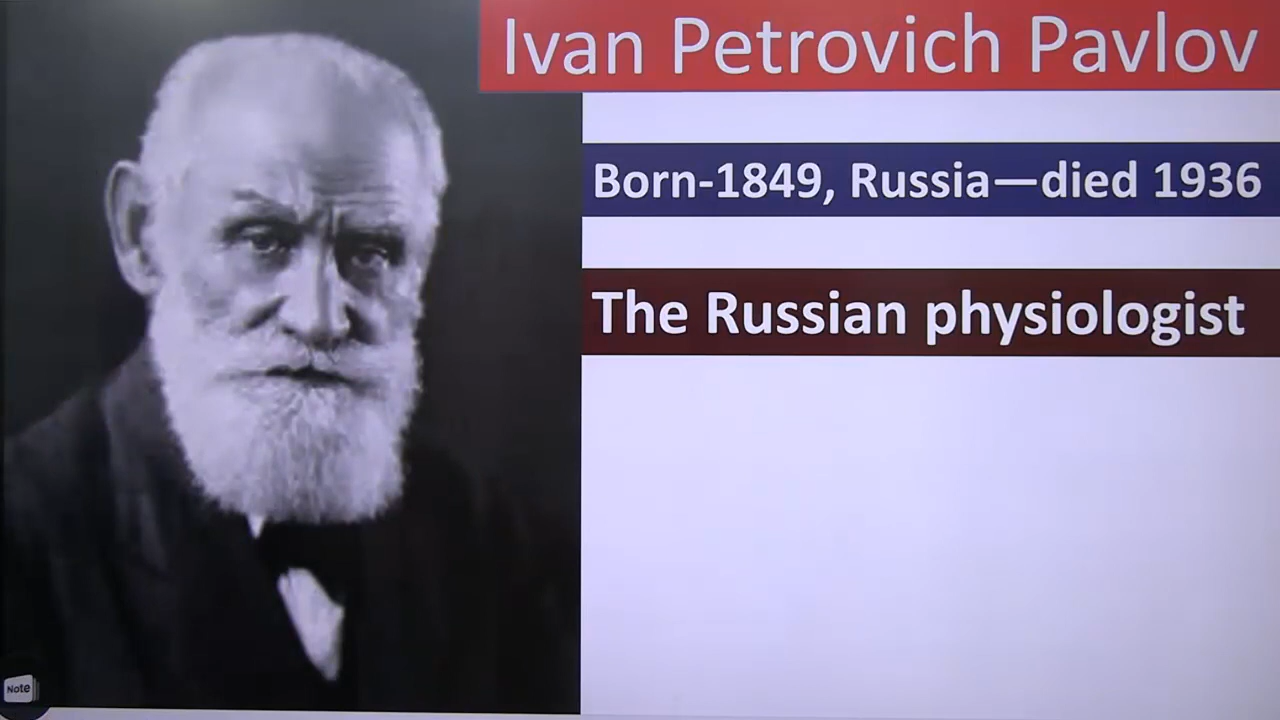 Ivan Petrovich Pavlov
Born-1849, Russia—died 1936
The Russian physiologist
Note